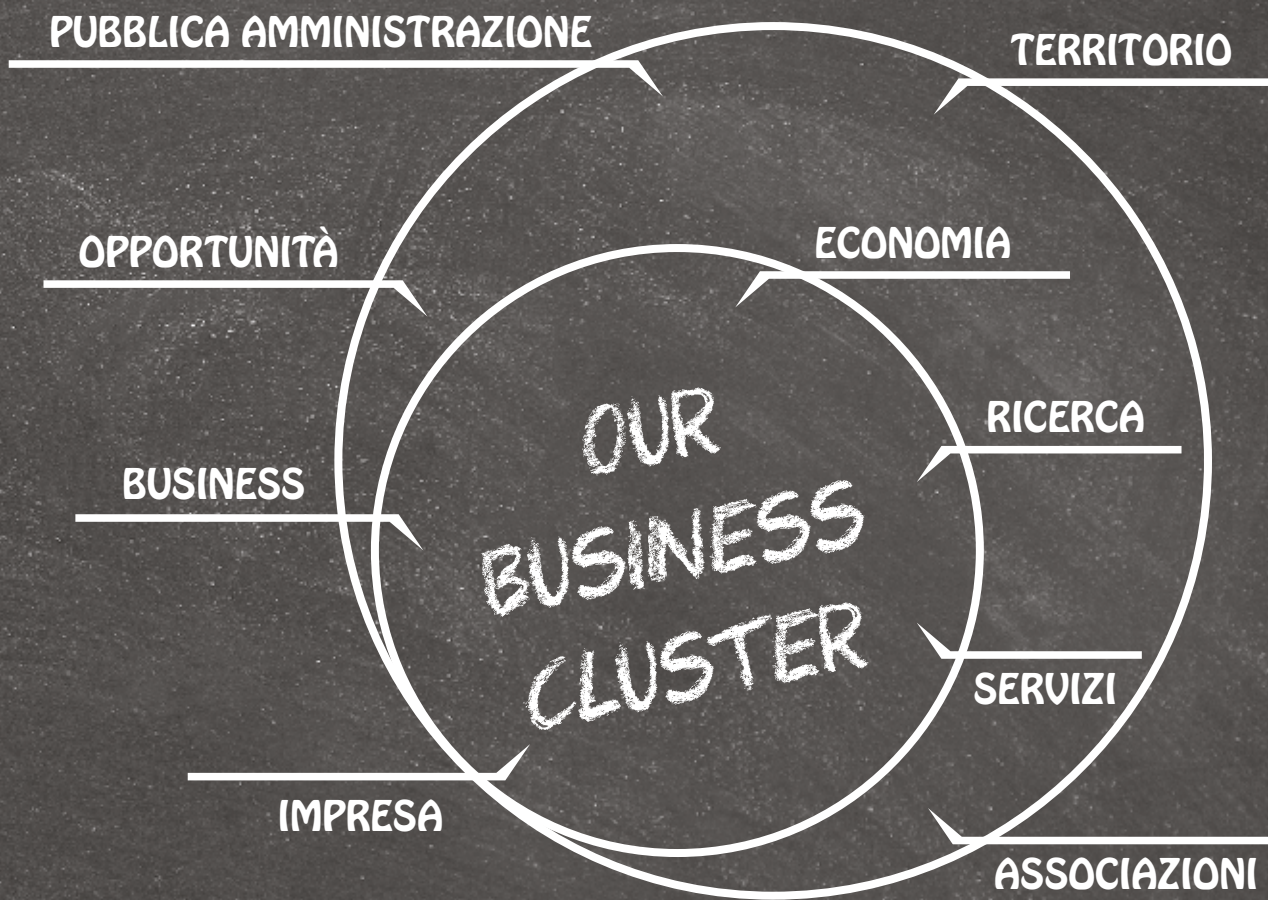 PUBBLICA AMMINISTRAZIONE
TERRITORIO
OPPORTUNITÀ
ECONOMIA
RICERCA
BUSINESS
OUR
BUSINESS
CLUSTER
SERVIZI
IMPRESA
ASSOCIAZIONI